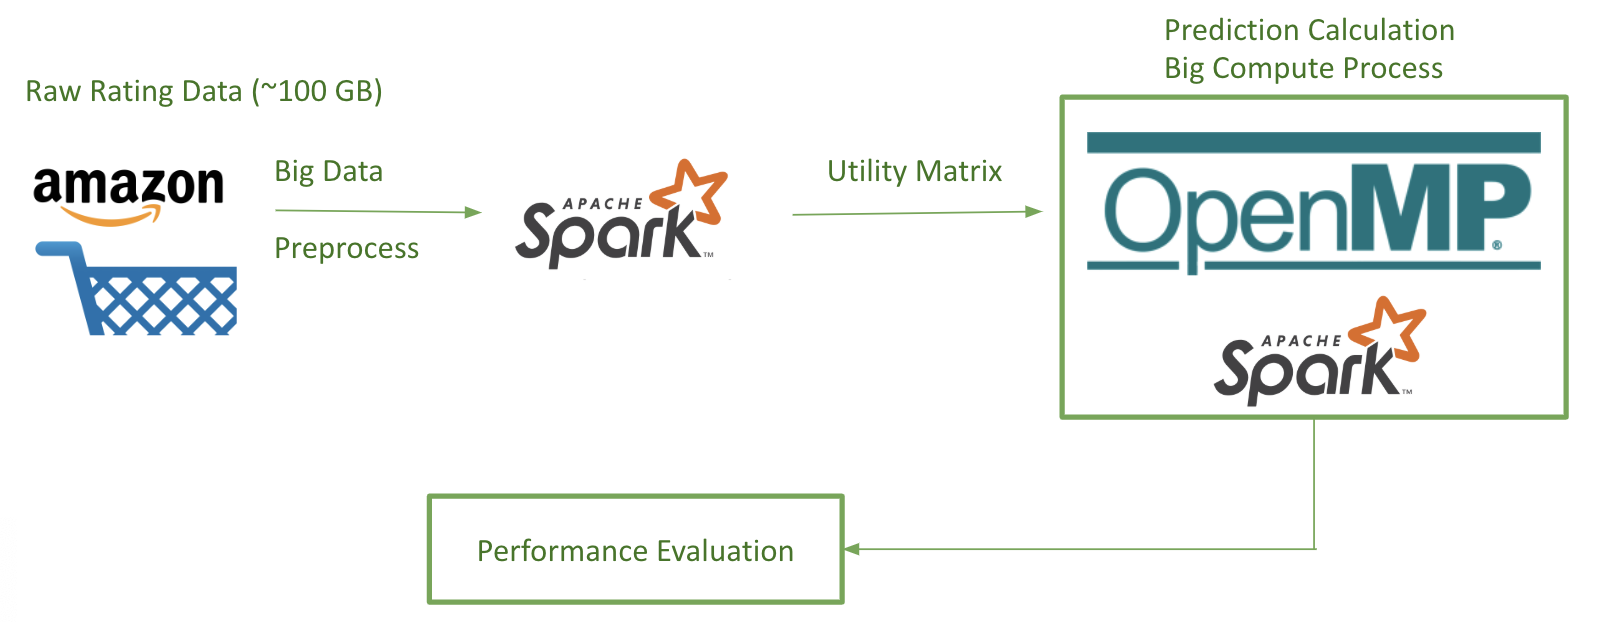 Prediction Calculation
Big Compute Process
Raw Rating Data (~100 GB)
amazon
Big Data
Preprocess
APACHE
Spark™
Utility Matrix
OpenMP®
APACHE
Spark™
Performance Evaluation